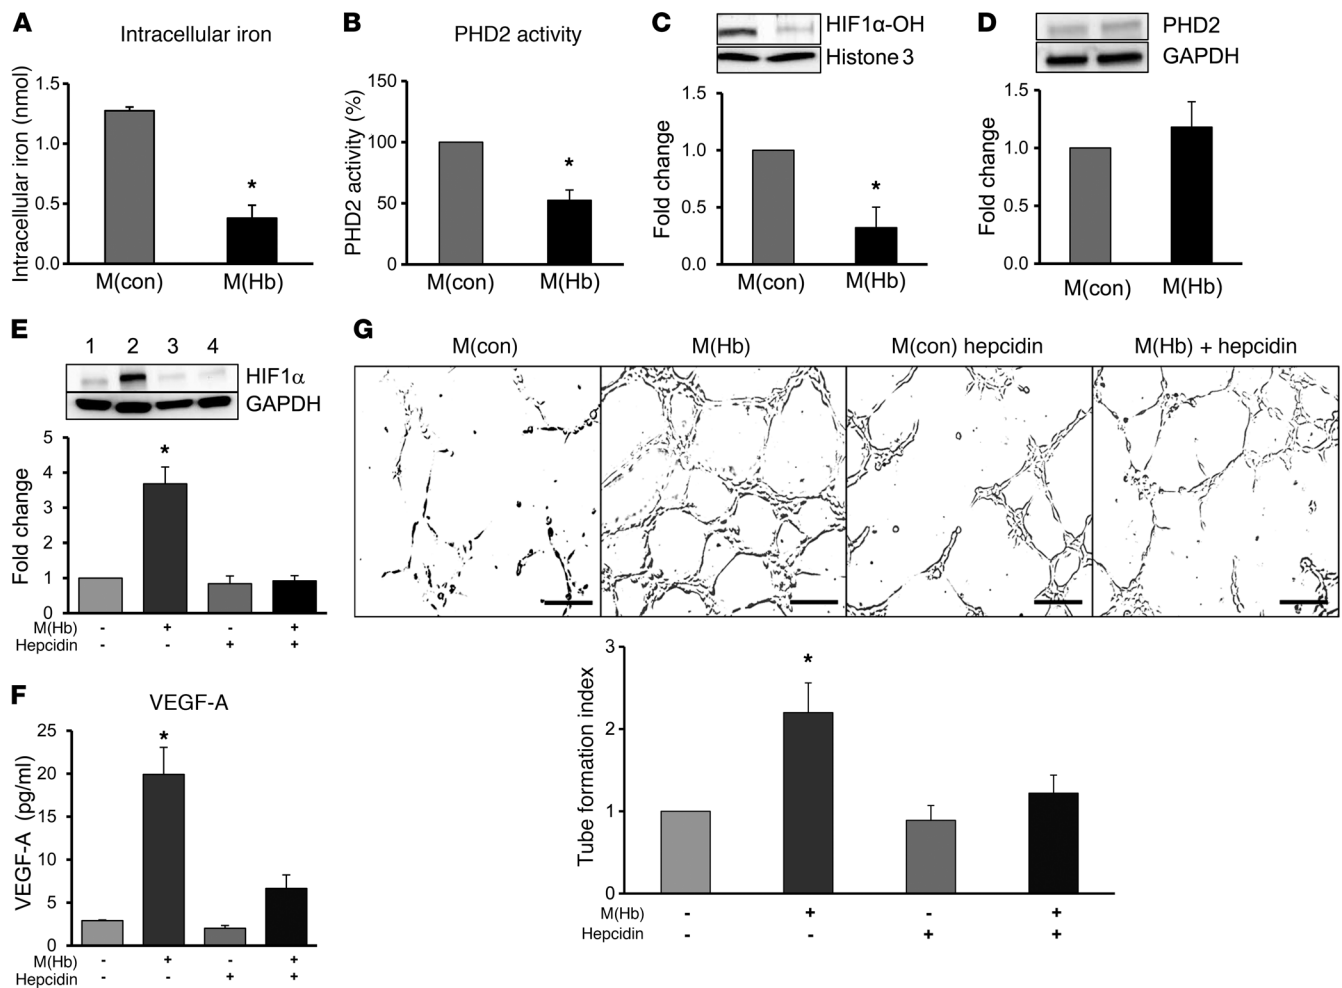 A
Intracellular iron
Intracellular iron (nmol)
1.5
1.0
0.5
0.0
*
M(con)
M(Hb)
B
PHD2 activity
PHD2 activity (%)
150
100
50
0
*
M(con)
M(Hb)
C
HIF1α-OH
Histone 3
Fold change
1.5
1.0
0.5
0.0
*
M(con)
M(Hb)
D
PHD2
GAPDH
Fold change
1.5
1.0
0.5
0.0
M(con)
M(Hb)
E
1 2 3 4
HIF1α
GAPDH
Fold change
5
4
3
2
1
0
*
M(Hb) - + - +
Hepcidin - - + +
F
VEGF-A
VEGF-A (pg/ml)
25
20
15
10
5
0
*
M(Hb) - + - +
Hepcidin - - + +
G
M(con)
M(Hb)
M(con) hepcidin
M(Hb) + hepcidin
Tube formation index
3
2
1
0
*
M(Hb) - + - +
Hepcidin - - + +